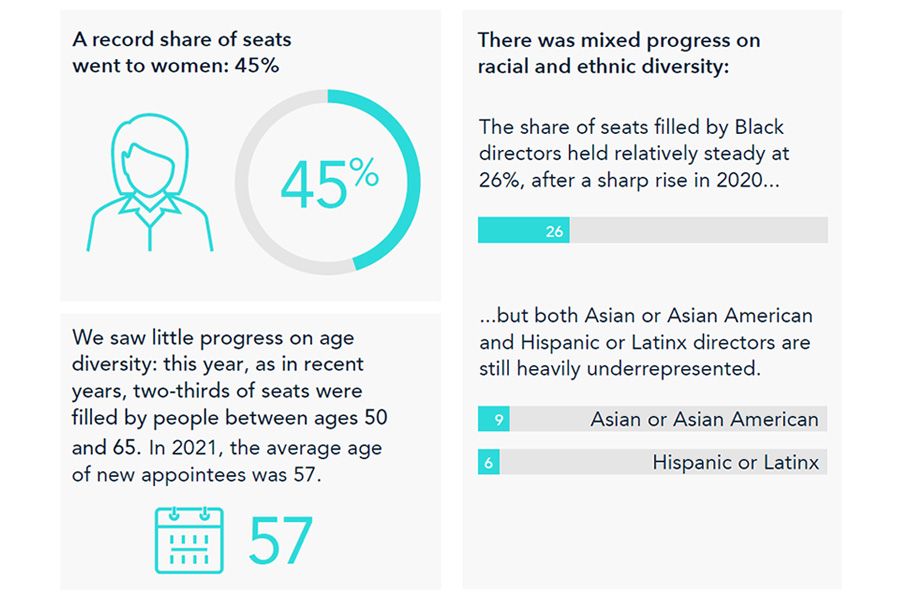 A record share of seats
went to women: 45%
45%
We saw little progress on age
diversity: this year, as in recent
years, two-thirds of seats were
filled by people between ages 50
and 65. In 2021, the average age
of new appointees was 57.
57
There was mixed progress on
racial and ethnic diversity:
The share of seats filled by Black
directors held relatively steady at
26%, after a sharp rise in 2020...
26
...but both Asian or Asian American
and Hispanic or Latinx directors are
still heavily underrepresented.
9 Asian or Asian American
6 Hispanic or Latinx